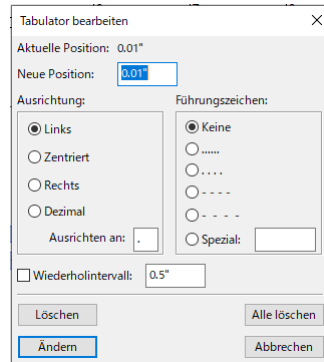 Tabulator bearbeiten
Aktuelle Position: 0.01"
Neue Position: 0.01"
Ausrichtung:
Links
Zentriert
Rechts
Dezimal
Ausrichten an: .
Führungszeichen:
Keine
......
. . . .
- - - -
-  -  -  -
Spezial:
Wiederholintervall: 0.5"
Löschen
Alle löschen
Ändern
Abbrechen